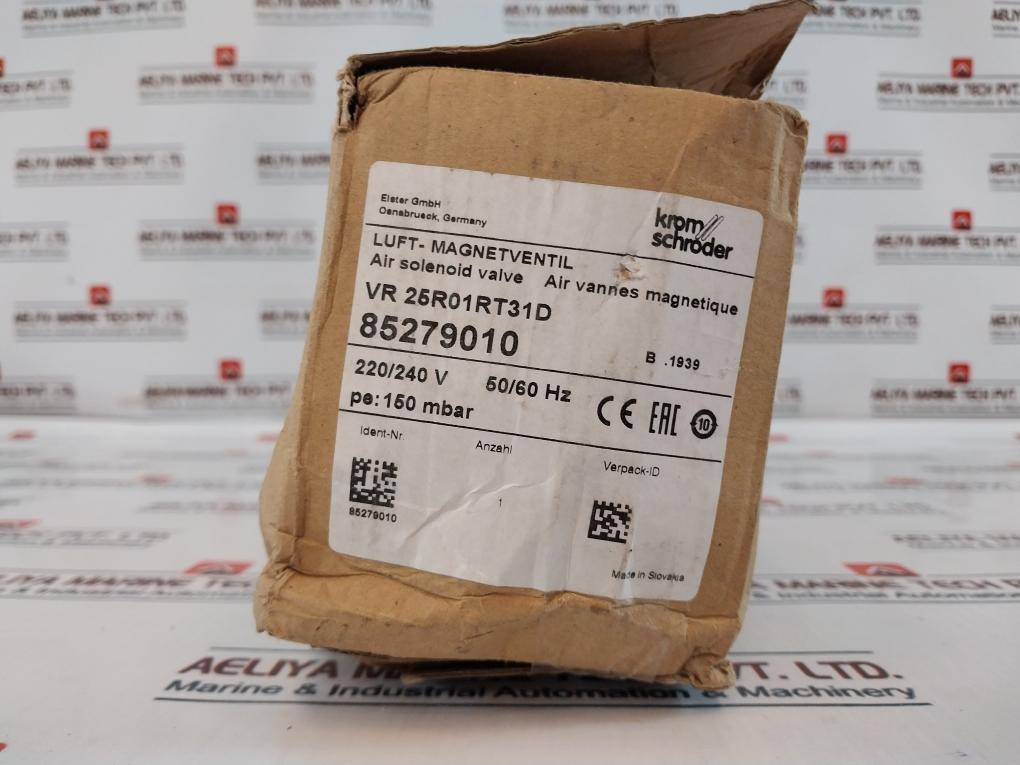 Elster GmbH
Osnabrueck, Germany
krom
schroder
LUFT- MAGNETVENTIL
Air solenoid valve Air vannes magnetique
VR 25R01RT31D
85279010
B .1939
220/240 V 50/60 Hz
pe: 150 mbar
CE EAC 10
Ident-Nr. Anzahl Verpack-ID
85279010
1
Made in Slovakia
AELIYA MARINE TECH PVT. LTD.
Marine & Industrial Automation & Machinery